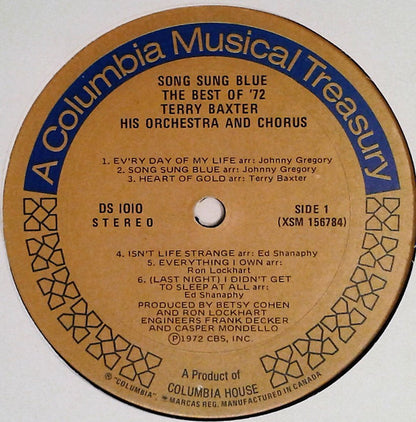 A Columbia Musical Treasury
SONG SUNG BLUE
THE BEST OF '72
TERRY BAXTER
HIS ORCHESTRA AND CHORUS
1. EV'RY DAY OF MY LIFE arr: Johnny Gregory
2. SONG SUNG BLUE arr: Johnny Gregory
3. HEART OF GOLD arr: Terry Baxter
DS 1010
STEREO
SIDE 1
(XSM 156784)
4. ISN'T LIFE STRANGE arr: Ed Shanaphy
5. EVERYTHING I OWN arr:
Ron Lockhart
6. (LAST NIGHT) I DIDN'T GET
TO SLEEP AT ALL arr:
Ed Shanaphy
PRODUCED BY BETSY COHEN
AND RON LOCKHART
ENGINEERS FRANK DECKER
AND CASPER MONDELLO
Ⓟ1972 CBS, INC.
A Product of
COLUMBIA HOUSE
® "COLUMBIA", * MARCAS REG. MANUFACTURED IN CANADA